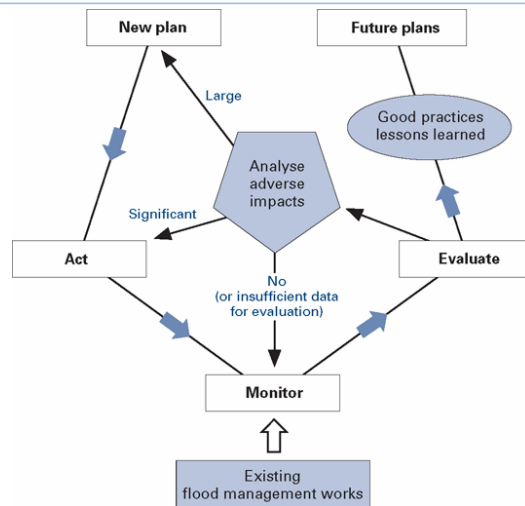 New plan
Future plans
Large
Good practices
lessons learned
Analyse
adverse
impacts
Significant
Act
Evaluate
No
(or insufficient data
for evaluation)
Monitor
Existing
flood management works